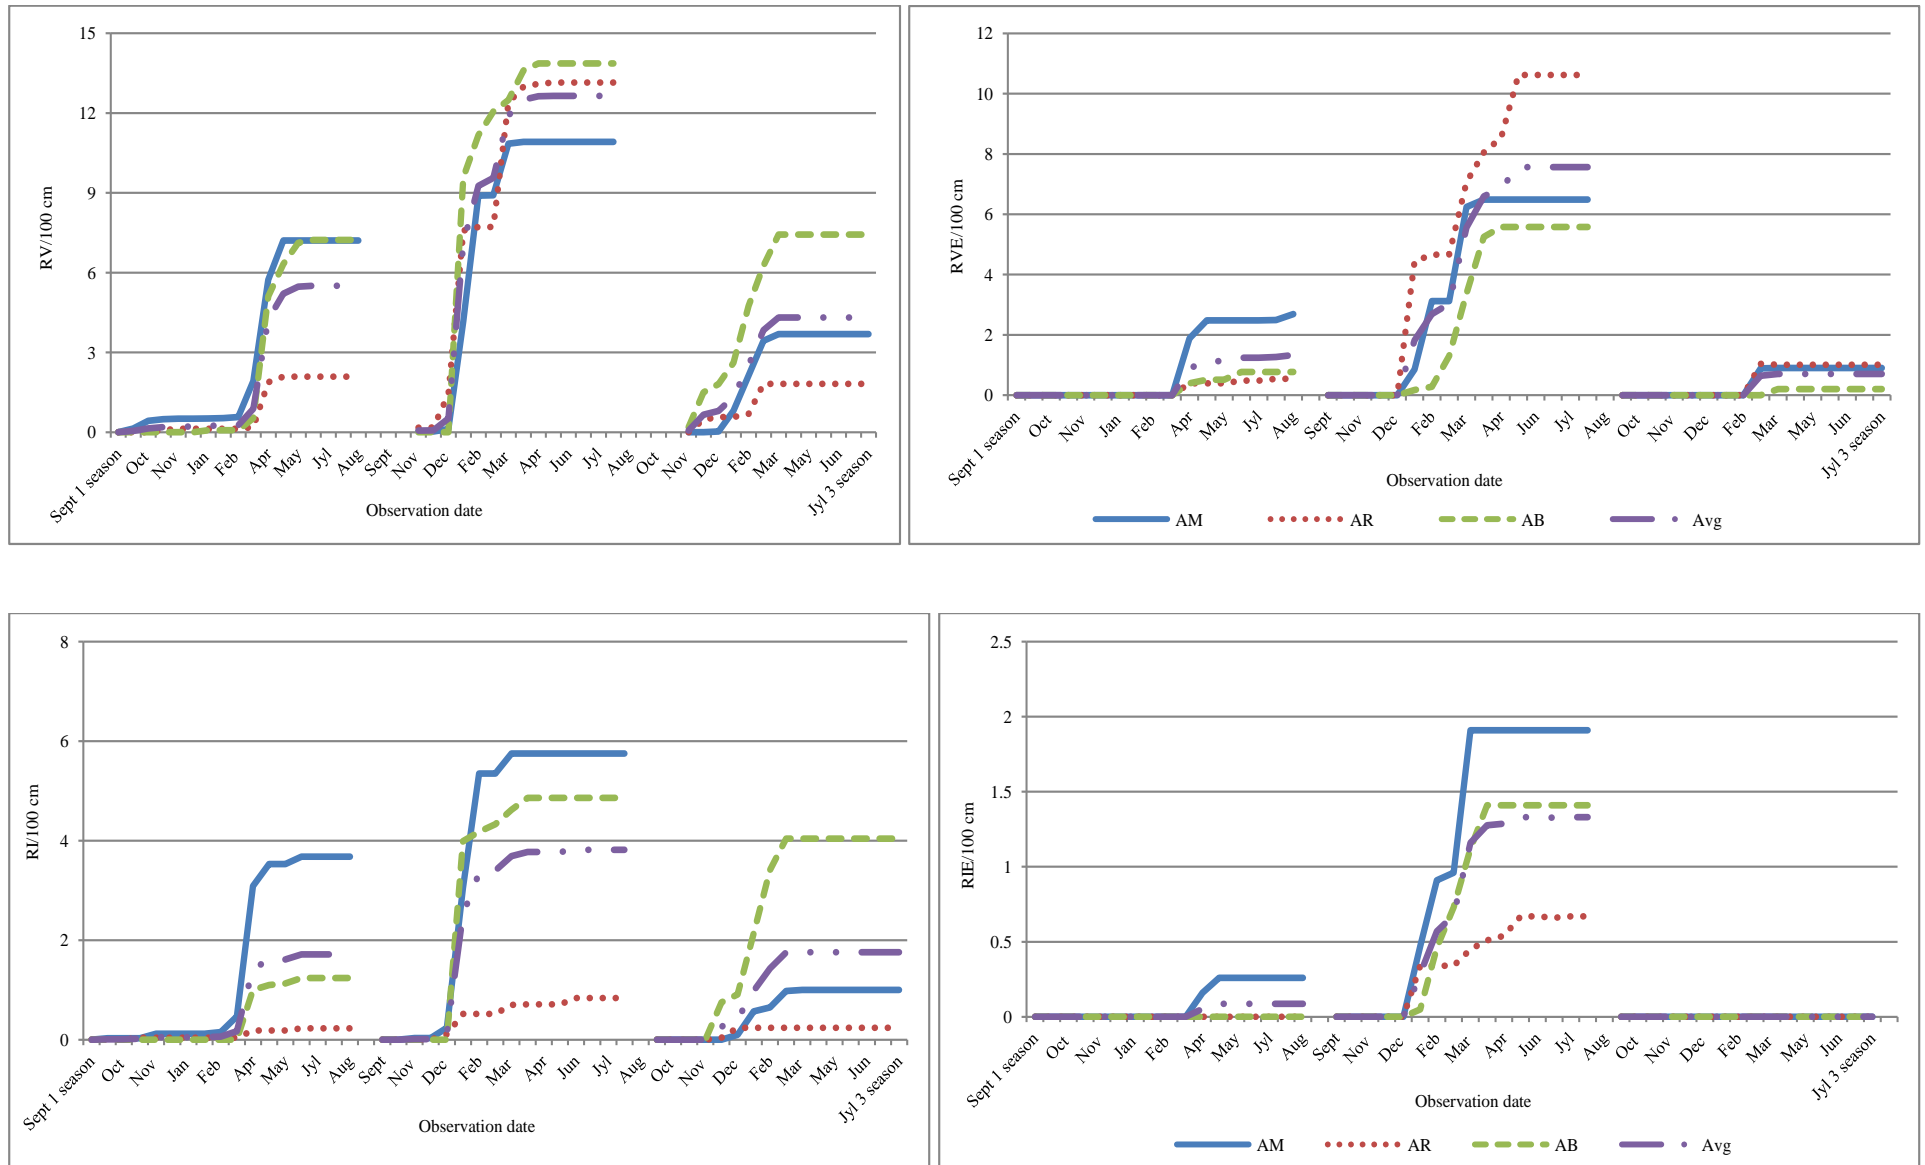 15
12
9
6
3
0
RV/100 cm
Sept 1 season
Oct
Nov
Jan
Feb
Apr
May
Jyl
Aug
Sept
Nov
Dec
Feb
Mar
Apr
Jun
Jyl
Aug
Oct
Nov
Dec
Feb
Mar
May
Jun
Jyl 3 season
Observation date
12
10
8
6
4
2
0
RVE/100 cm
Sept 1 season
Oct
Nov
Jan
Feb
Apr
May
Jyl
Aug
Sept
Nov
Dec
Feb
Mar
Apr
Jun
Jyl
Aug
Oct
Nov
Dec
Feb
Mar
May
Jun
Jyl 3 season
Observation date
AM AR AB Avg
8
6
4
2
0
RI/100 cm
Sept 1 season
Oct
Nov
Jan
Feb
Apr
May
Jyl
Aug
Sept
Nov
Dec
Feb
Mar
Apr
Jun
Jyl
Aug
Oct
Nov
Dec
Feb
Mar
May
Jun
Jyl 3 season
Observation date
2.5
2
1.5
1
0.5
0
RIE/100 cm
Sept 1 season
Oct
Nov
Jan
Feb
Apr
May
Jyl
Aug
Sept
Nov
Dec
Feb
Mar
Apr
Jun
Jyl
Aug
Oct
Nov
Dec
Feb
Mar
May
Jun
Jyl 3 season
Observation date
AM AR AB Avg